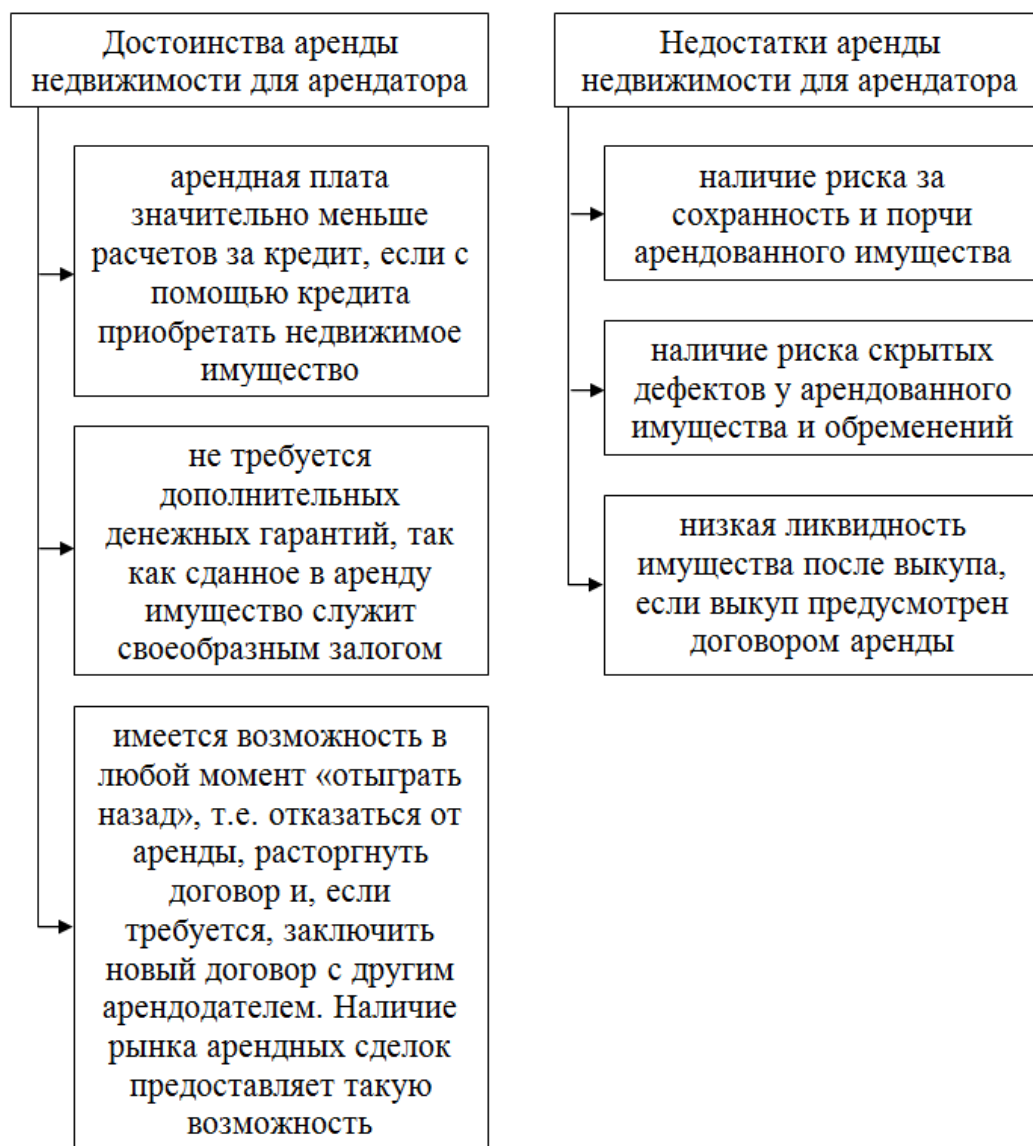 Достоинства аренды
недвижимости для арендатора
арендная плата
значительно меньше
расчетов за кредит, если с
помощью кредита
приобретать недвижимое
имущество
не требуется
дополнительных
денежных гарантий, так
как сданное в аренду
имущество служит
своеобразным залогом
имеется возможность в
любой момент «отыграть
назад», т.е. отказаться от
аренды, расторгнуть
договор и, если
требуется, заключить
новый договор с другим
арендодателем. Наличие
рынка арендных сделок
предоставляет такую
возможность
Недостатки аренды
недвижимости для арендатора
наличие риска за
сохранность и порчи
арендованного имущества
наличие риска скрытых
дефектов у арендованного
имущества и обременений
низкая ликвидность
имущества после выкупа,
если выкуп предусмотрен
договором аренды